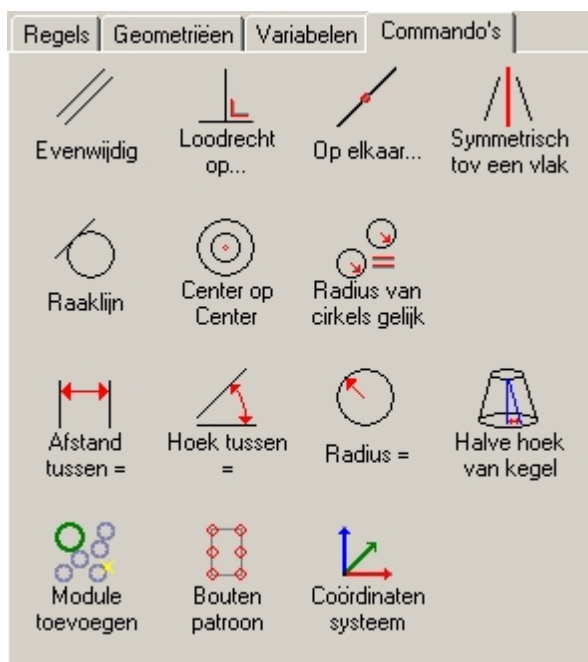 Regels Geometriëen Variabelen Commando's
Evenwijdig
Loodrecht
op...
Op elkaar...
Symmetrisch
tov een vlak
Raaklijn
Center op
Center
Radius van
cirkels gelijk
Afstand
tussen =
Hoek tussen
=
Radius =
Halve hoek
van kegel
Module
toevoegen
Bouten
patroon
Coördinaten
systeem